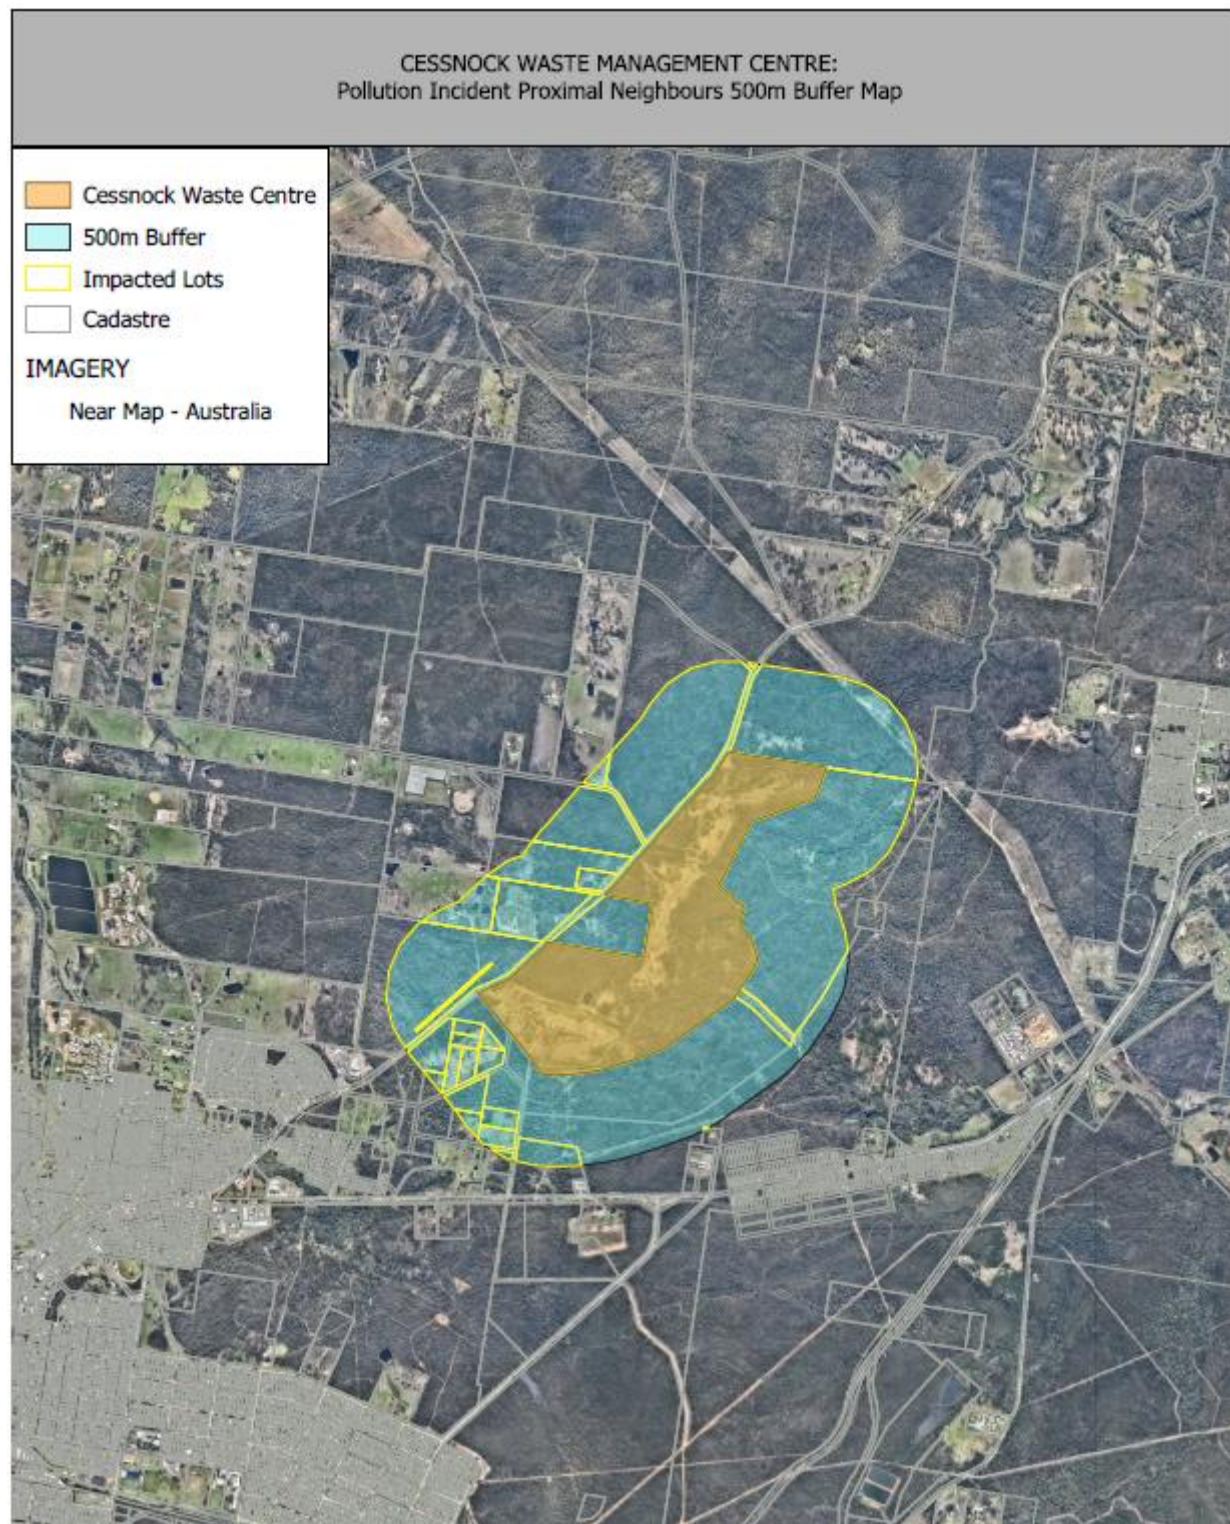 CESSNOCK WASTE MANAGEMENT CENTRE:
Pollution Incident Proximal Neighbours 500m Buffer Map
Cessnock Waste Centre
500m Buffer
Impacted Lots
Cadastre
IMAGERY
Near Map - Australia